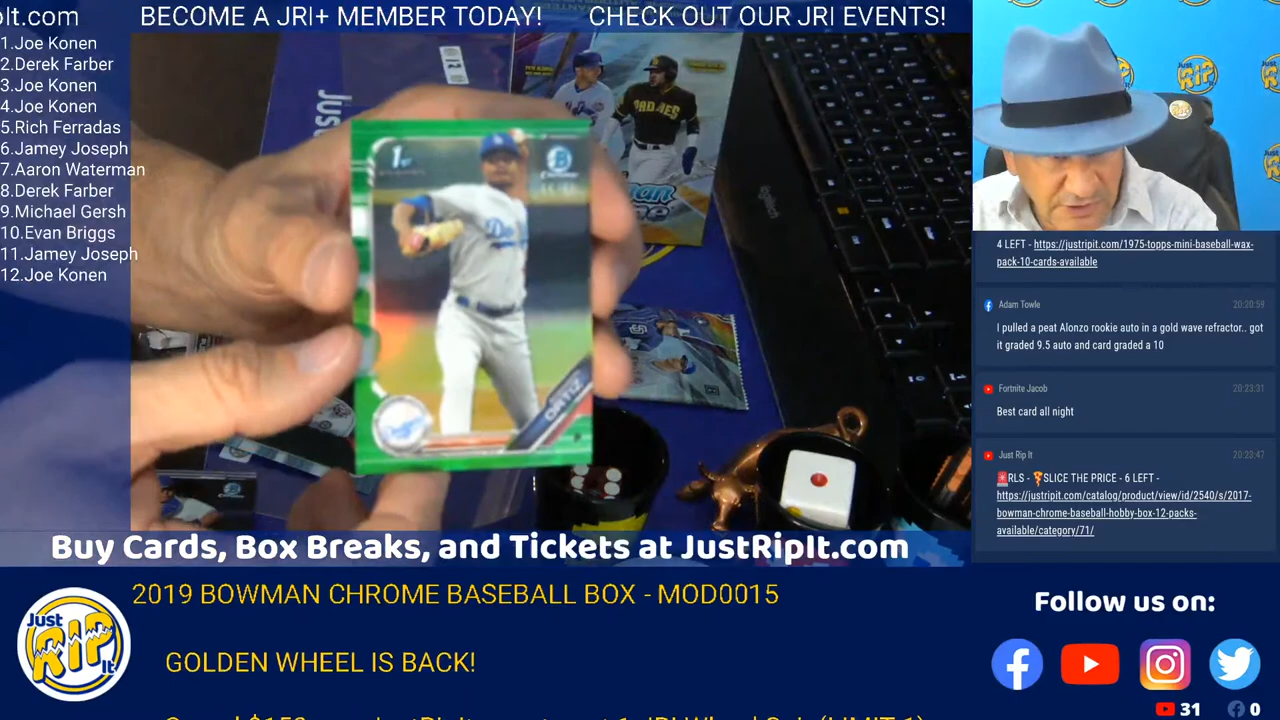 It.com
BECOME A JRI+ MEMBER TODAY!
CHECK OUT OUR JRI EVENTS!
1.Joe Konen
2.Derek Farber
3.Joe Konen
4.Joe Konen
5.Rich Ferradas
6.Jamey Joseph
7.Aaron Waterman
8.Derek Farber
9.Michael Gersh
10.Evan Briggs
11.Jamey Joseph
12.Joe Konen
PADRES
logitech
1st
ORTIZ
P
JUST
RIP
4 LEFT - https://justripit.com/1975-topps-mini-baseball-wax-
pack-10-cards-available
Adam Towle
20:20:59
I pulled a peat Alonzo rookie auto in a gold wave refractor.. got
it graded 9.5 auto and card graded a 10
Fortnite Jacob
20:23:31
Best card all night
Just Rip It
20:23:47
RLS - SLICE THE PRICE - 6 LEFT -
https://justripit.com/catalog/product/view/id/2540/s/2017-
bowman-chrome-baseball-hobby-box-12-packs-
available/category/71/
Buy Cards, Box Breaks, and Tickets at JustRipIt.com
Just
RIP
It
2019 BOWMAN CHROME BASEBALL BOX - MOD0015
GOLDEN WHEEL IS BACK!
Follow us on:
31
0